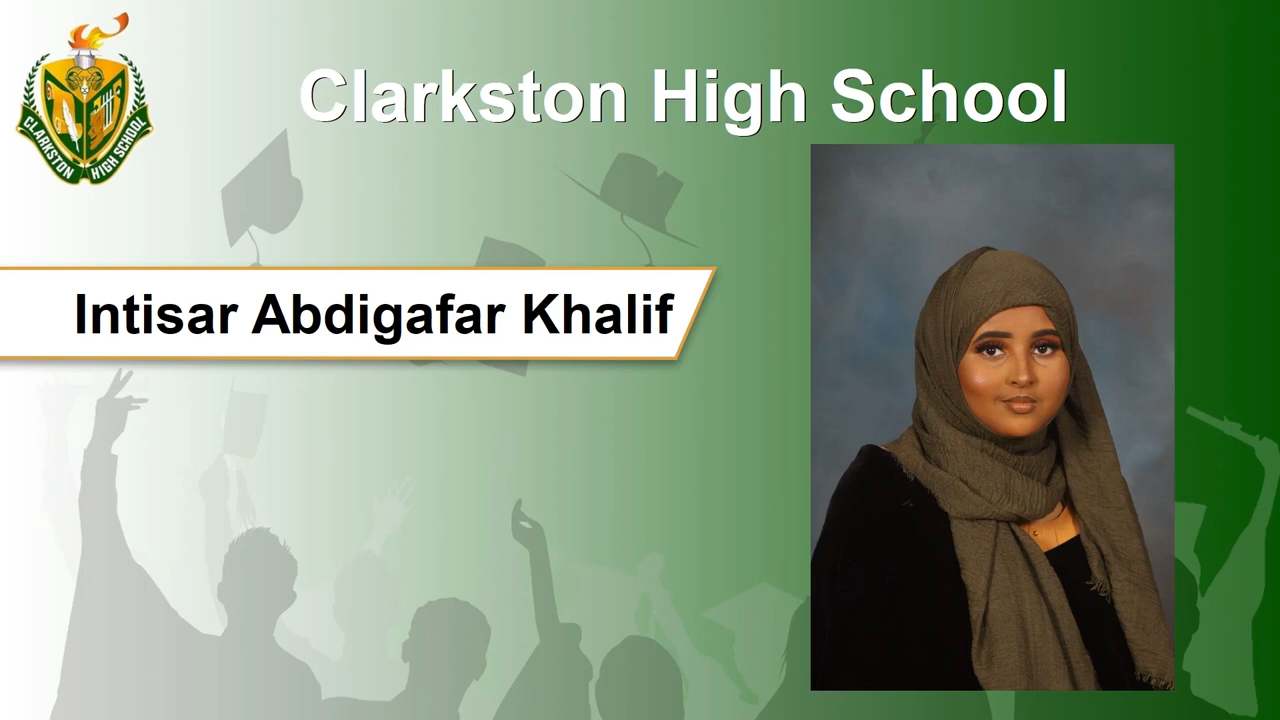 Clarkston High School
CLARKSTON HIGH SCHOOL
Intisar Abdigafar Khalif